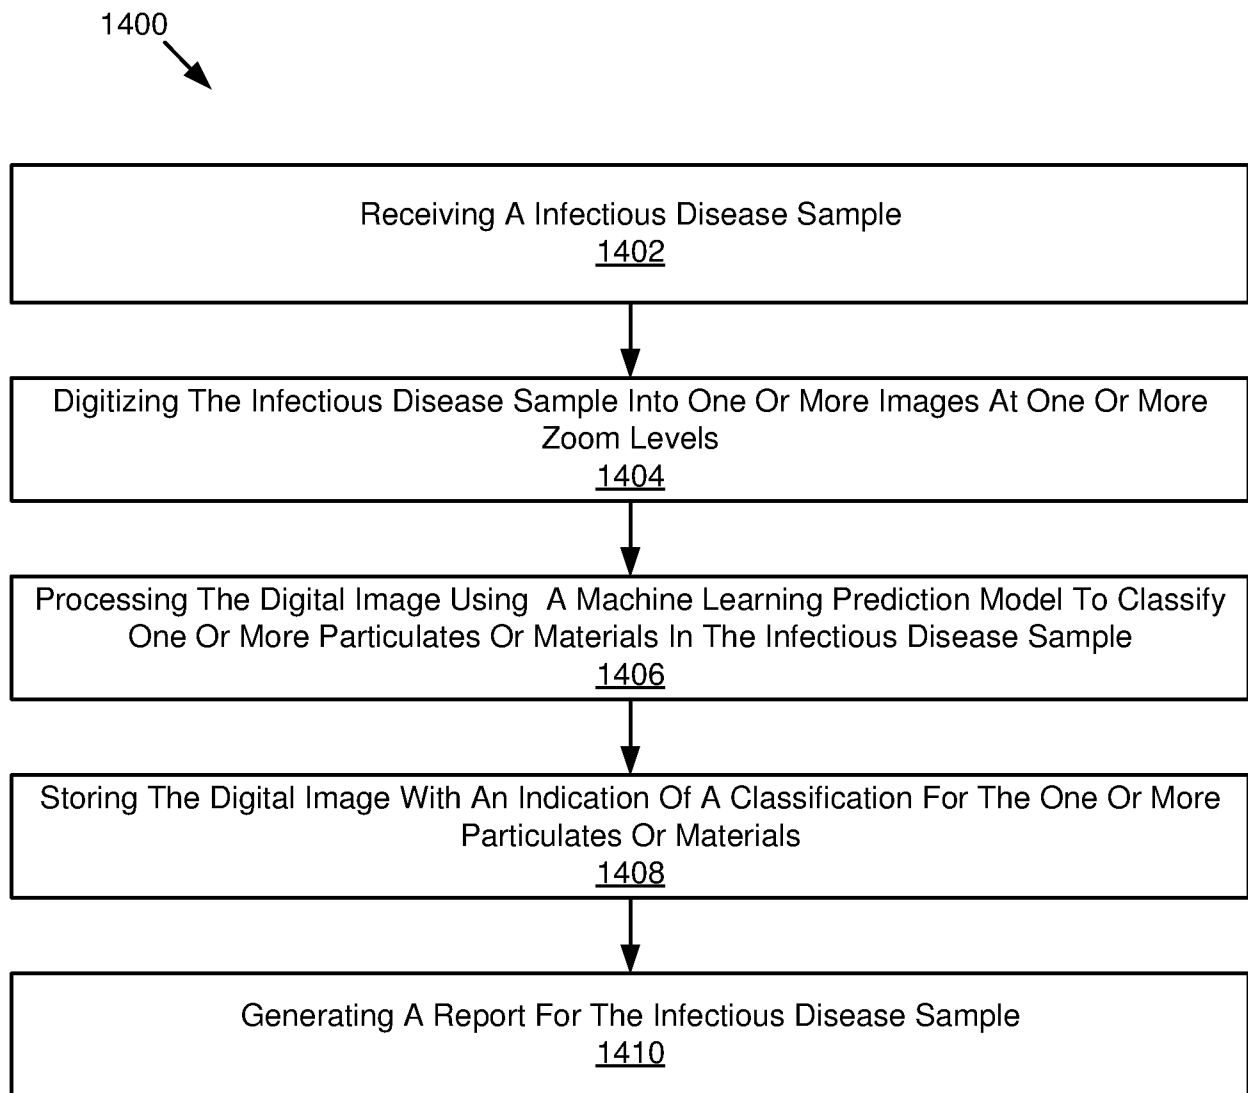 1400
Receiving A Infectious Disease Sample
1402
Digitizing The Infectious Disease Sample Into One Or More Images At One Or More
Zoom Levels
1404
Processing The Digital Image Using  A Machine Learning Prediction Model To Classify
One Or More Particulates Or Materials In The Infectious Disease Sample
1406
Storing The Digital Image With An Indication Of A Classification For The One Or More
Particulates Or Materials
1408
Generating A Report For The Infectious Disease Sample
1410